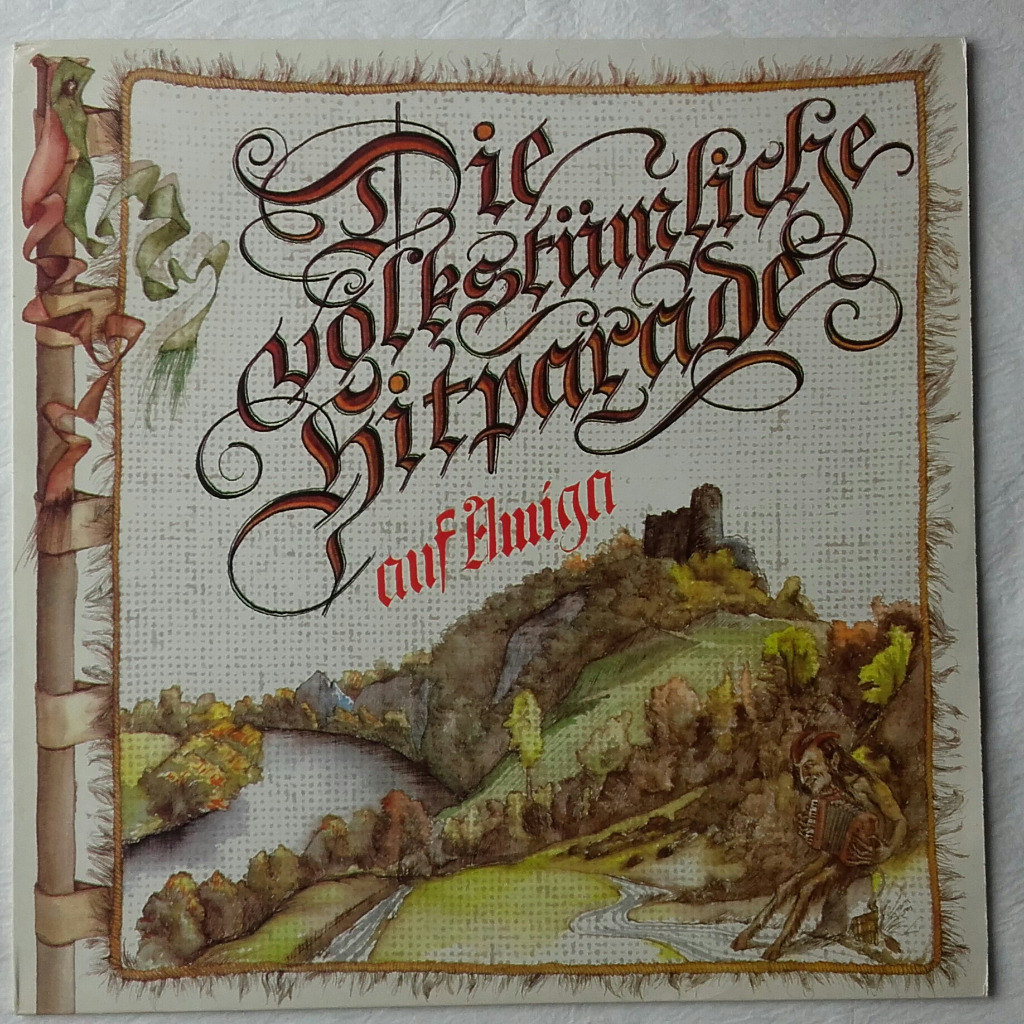 Die
volkstümliche
Hitparade
auf Amiga